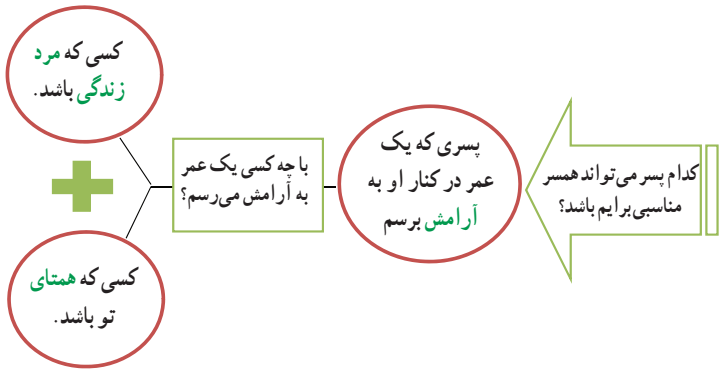 کدام پسر می‌تواند همسر
مناسبی برایم باشد؟
پسری که یک
عمر در کنار او به
آرامش برسم
با چه کسی یک عمر
به آرامش می‌رسم؟
کسی که مرد
زندگی باشد.
کسی که همتای
تو باشد.